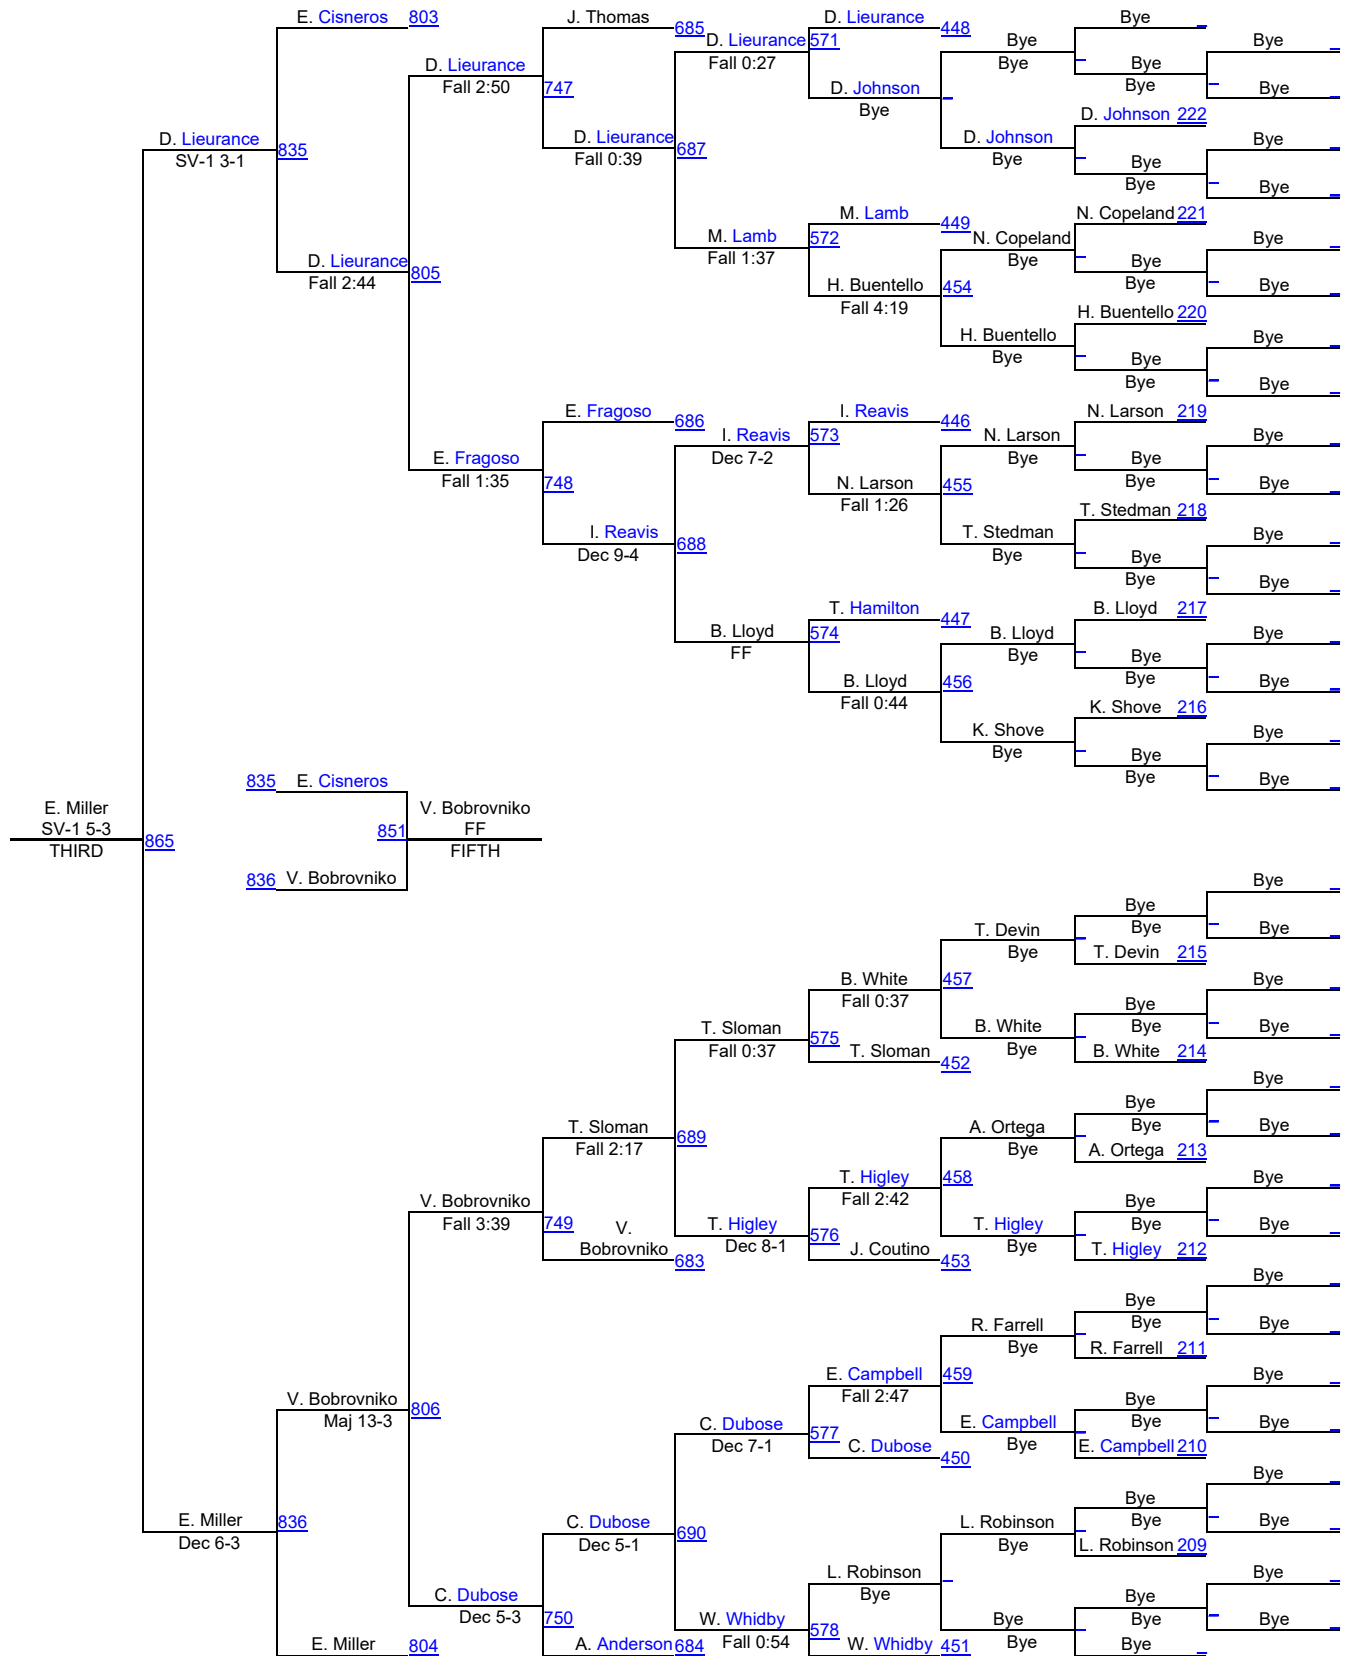 E. Cisneros 803
J. Thomas 685
D. Lieurance 448
Bye
Bye
D. Lieurance 571
Fall 0:27
Bye
Bye
D. Lieurance
Fall 2:50
747
Bye
Bye
Bye
D. Johnson
Bye
D. Johnson 222
D. Lieurance
SV-1 3-1
835
D. Lieurance
Fall 0:39
687
D. Johnson
Bye
Bye
Bye
Bye
Bye
M. Lamb 449
N. Copeland 221
M. Lamb
Fall 1:37
572
N. Copeland
Bye
Bye
D. Lieurance
Fall 2:44
805
Bye
Bye
Bye
H. Buentello
Fall 4:19
454
H. Buentello 220
H. Buentello
Bye
Bye
Bye
Bye
Bye
E. Fragoso 686
I. Reavis 446
N. Larson 219
I. Reavis
Dec 7-2
573
N. Larson
Bye
Bye
E. Fragoso
Fall 1:35
748
Bye
Bye
Bye
N. Larson
Fall 1:26
455
T. Stedman 218
I. Reavis
Dec 9-4
688
T. Stedman
Bye
Bye
Bye
Bye
Bye
T. Hamilton 447
B. Lloyd 217
B. Lloyd
FF
574
B. Lloyd
Bye
Bye
Bye
Bye
Bye
B. Lloyd
Fall 0:44
456
K. Shove 216
K. Shove
Bye
Bye
Bye
Bye
Bye
835 E. Cisneros
E. Miller
SV-1 5-3
THIRD
865
851
V. Bobrovniko
FF
FIFTH
836 V. Bobrovniko
Bye
Bye
Bye
Bye
T. Devin
Bye
T. Devin 215
B. White
Fall 0:37
457
Bye
Bye
Bye
Bye
B. White
Bye
B. White 214
T. Sloman
Fall 0:37
575
T. Sloman 452
Bye
Bye
Bye
Bye
A. Ortega
Bye
A. Ortega 213
T. Sloman
Fall 2:17
689
T. Higley
Fall 2:42
458
Bye
Bye
Bye
Bye
V. Bobrovniko
Fall 3:39
749
V.
Bobrovniko 683
T. Higley
Dec 8-1
576
J. Coutino 453
T. Higley
Bye
T. Higley 212
Bye
Bye
Bye
Bye
R. Farrell
Bye
R. Farrell 211
E. Campbell
Fall 2:47
459
Bye
Bye
Bye
Bye
V. Bobrovniko
Maj 13-3
806
C. Dubose
Dec 7-1
577
C. Dubose 450
E. Campbell
Bye
E. Campbell 210
Bye
Bye
Bye
Bye
E. Miller
Dec 6-3
836
C. Dubose
Dec 5-1
690
L. Robinson
Bye
L. Robinson 209
L. Robinson
Bye
Bye
Bye
Bye
Bye
C. Dubose
Dec 5-3
750
W. Whidby
Fall 0:54
578
Bye
Bye
Bye
E. Miller 804
A. Anderson 684
W. Whidby 451